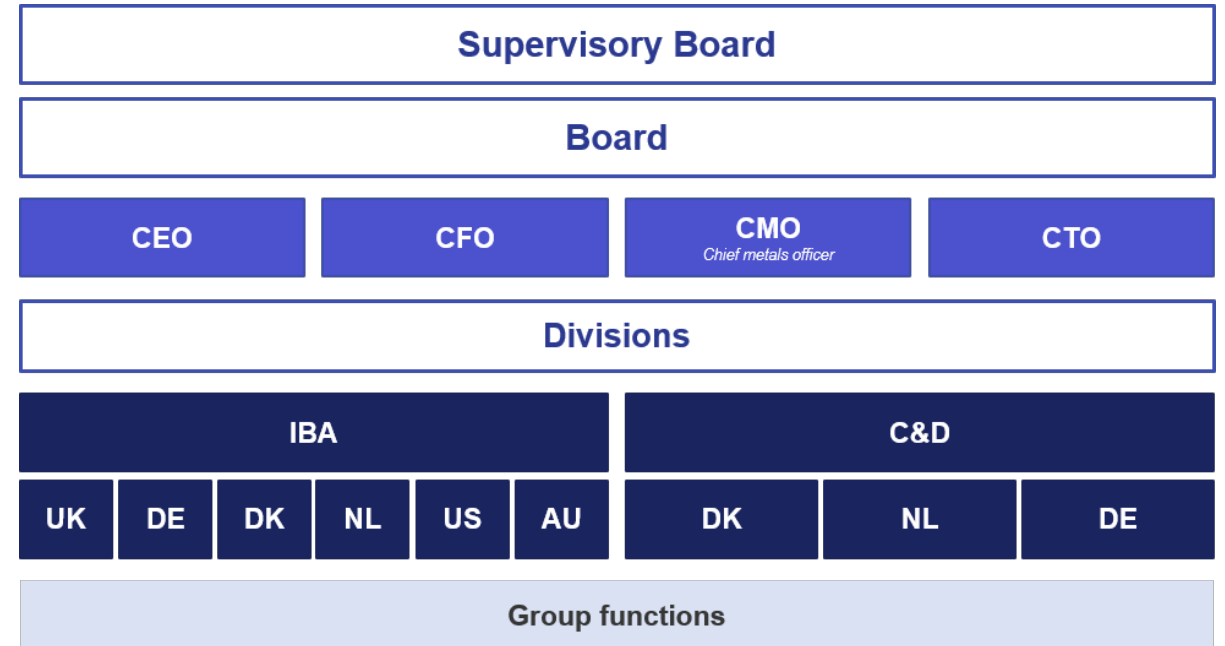 Supervisory Board
Board
CEO
CFO
CMO
Chief metals officer
CTO
Divisions
IBA
C&D
UK
DE
DK
NL
US
AU
DK
NL
DE
Group functions